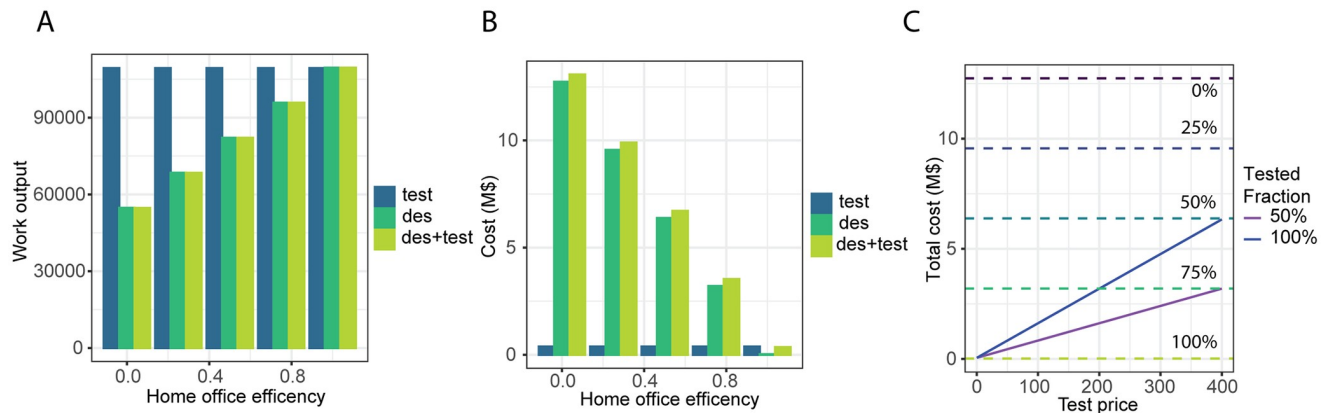 A
B
C
Work output
90000
60000
30000
0
0.0
0.4
0.8
Home office efficency
test
des
des+test
Cost (M$)
10
5
0
0.0
0.4
0.8
Home office efficency
test
des
des+test
Total cost (M$)
10
5
0
0%
25%
50%
75%
100%
0
100
200
300
400
Test price
Tested
Fraction
50%
100%